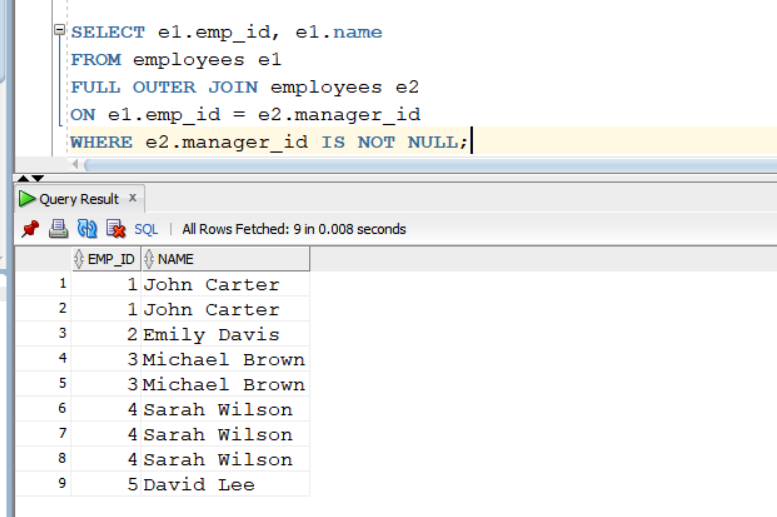 SELECT e1.emp_id, e1.name
FROM employees e1
FULL OUTER JOIN employees e2
ON e1.emp_id = e2.manager_id
WHERE e2.manager_id IS NOT NULL;
Query Result x
SQL | All Rows Fetched: 9 in 0.008 seconds
EMP_ID NAME
1 1 John Carter
2 1 John Carter
3 2 Emily Davis
4 3 Michael Brown
5 3 Michael Brown
6 4 Sarah Wilson
7 4 Sarah Wilson
8 4 Sarah Wilson
9 5 David Lee